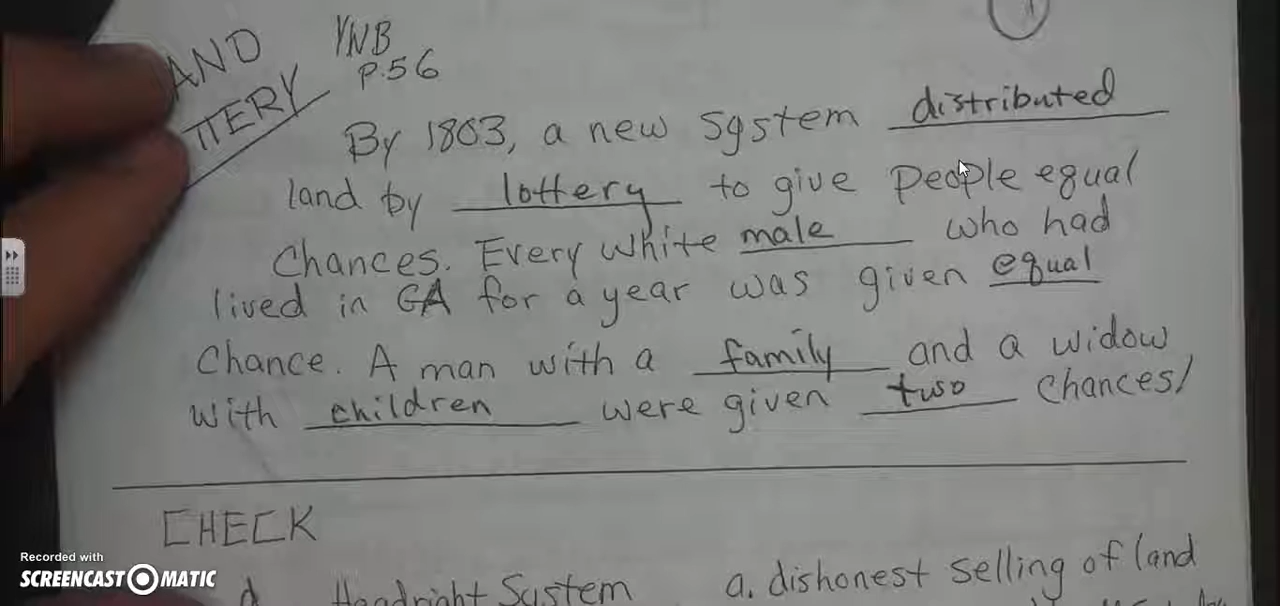 AND
TTERY
YNB
P.56
By 1803, a new system distributed
land by lottery to give people equal
Chances. Every white male who had
lived in GA for a year was given equal
Chance. A man with a family and a widow
with children were given two chances/
CHECK
d Headright System a. dishonest selling of land
Recorded with
SCREENCAST O MATIC